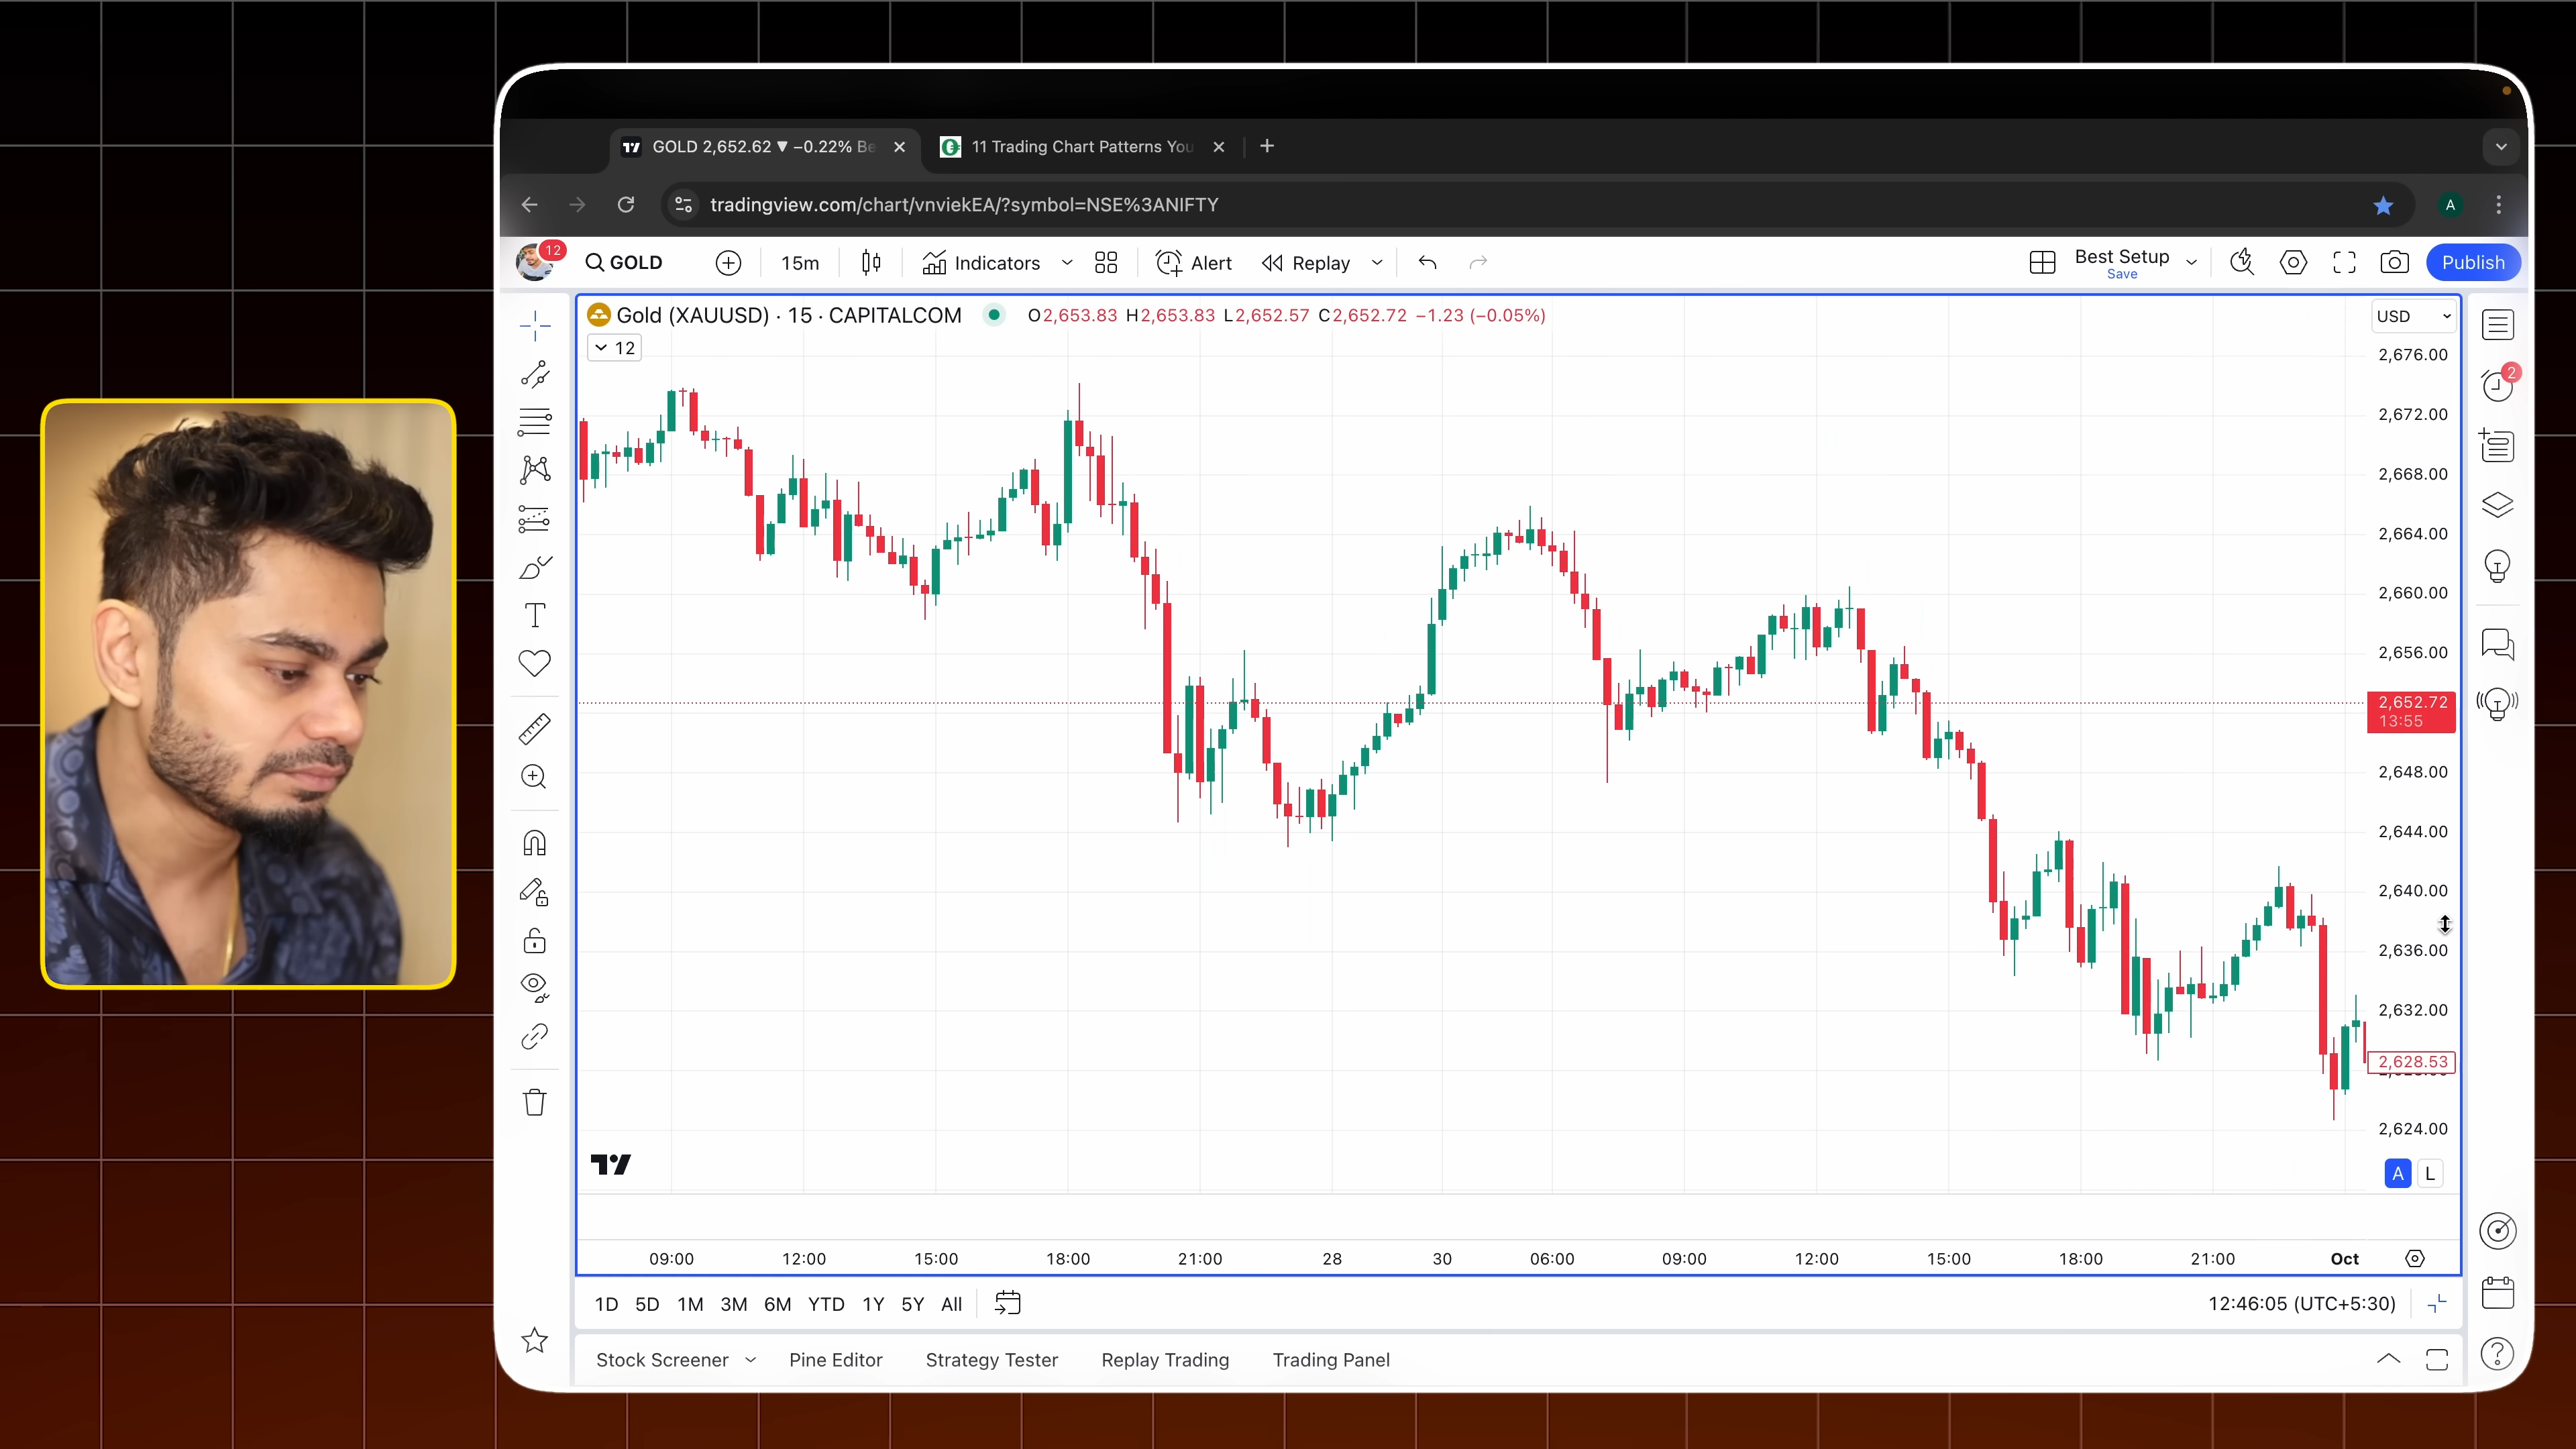 GOLD 2,652.62 ▼ −0.22% Be
11 Trading Chart Patterns You
tradingview.com/chart/vnviekEA/?symbol=NSE%3ANIFTY
A
12
GOLD
15m
Indicators
Alert
Replay
Best Setup
Save
Publish
Gold (XAUUSD) · 15 · CAPITALCOM
O2,653.83 H2,653.83 L2,652.57 C2,652.72 −1.23 (−0.05%)
12
USD
2
2,676.00
2,672.00
2,668.00
2,664.00
2,660.00
2,656.00
2,652.72
13:55
2,648.00
2,644.00
2,640.00
2,636.00
2,632.00
2,628.53
2,624.00
A L
09:00 12:00 15:00 18:00 21:00 28 30 06:00 09:00 12:00 15:00 18:00 21:00 Oct
1D 5D 1M 3M 6M YTD 1Y 5Y All
12:46:05 (UTC+5:30)
Stock Screener Pine Editor Strategy Tester Replay Trading Trading Panel